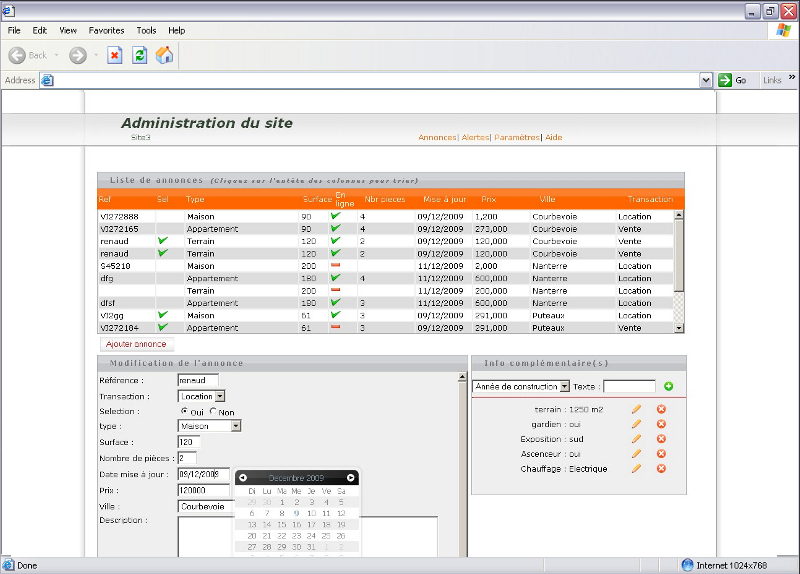 File Edit View Favorites Tools Help
Back
Address Go Links »
Administration du site
Site3
Annonces| Alertes| Paramètres| Aide
Liste de annonces (Cliquez sur l'entête des colonnes pour trier)
Ref Sel Type Surface En ligne Nbr pieces Mise à jour Prix Ville Transaction
VI272888 Maison 90 4 09/12/2009 1,200 Courbevoie Location
VI272165 Appartement 90 4 09/12/2009 273,000 Courbevoie Vente
renaud Terrain 120 2 09/12/2009 120,000 Courbevoie Location
renaud Terrain 120 2 09/12/2009 120,000 Courbevoie Vente
S45218 Maison 200 11/12/2009 2,000 Nanterre Location
dfg Appartement 180 4 11/12/2009 600,000 Nanterre Location
Terrain 200 11/12/2009 200,000 Nanterre Location
dfsf Appartement 180 3 11/12/2009 600,000 Nanterre Location
VI2gg Maison 61 3 09/12/2009 291,000 Puteaux Location
VI272184 Appartement 61 3 09/12/2009 291,000 Puteaux Vente
Ajouter annonce
Modification de l'annonce
Référence : renaud
Transaction : Location
Selection : Oui Non
type : Maison
Surface : 120
Nombre de pièces : 2
Date mise à jour : 09/12/2009
Prix : 120000
Ville : Courbevoie
Description :
Decembre 2009
Di Lu Ma Me Je Ve Sa
29 30 1 2 3 4 5
6 7 8 9 10 11 12
13 14 15 16 17 18 19
20 21 22 23 24 25 26
27 28 29 30 31 1 2
Info complémentaire(s)
Année de construction Texte :
terrain : 1250 m2
gardien : oui
Exposition : sud
Ascenceur : oui
Chauffage : Electrique
Done Internet 1024x768